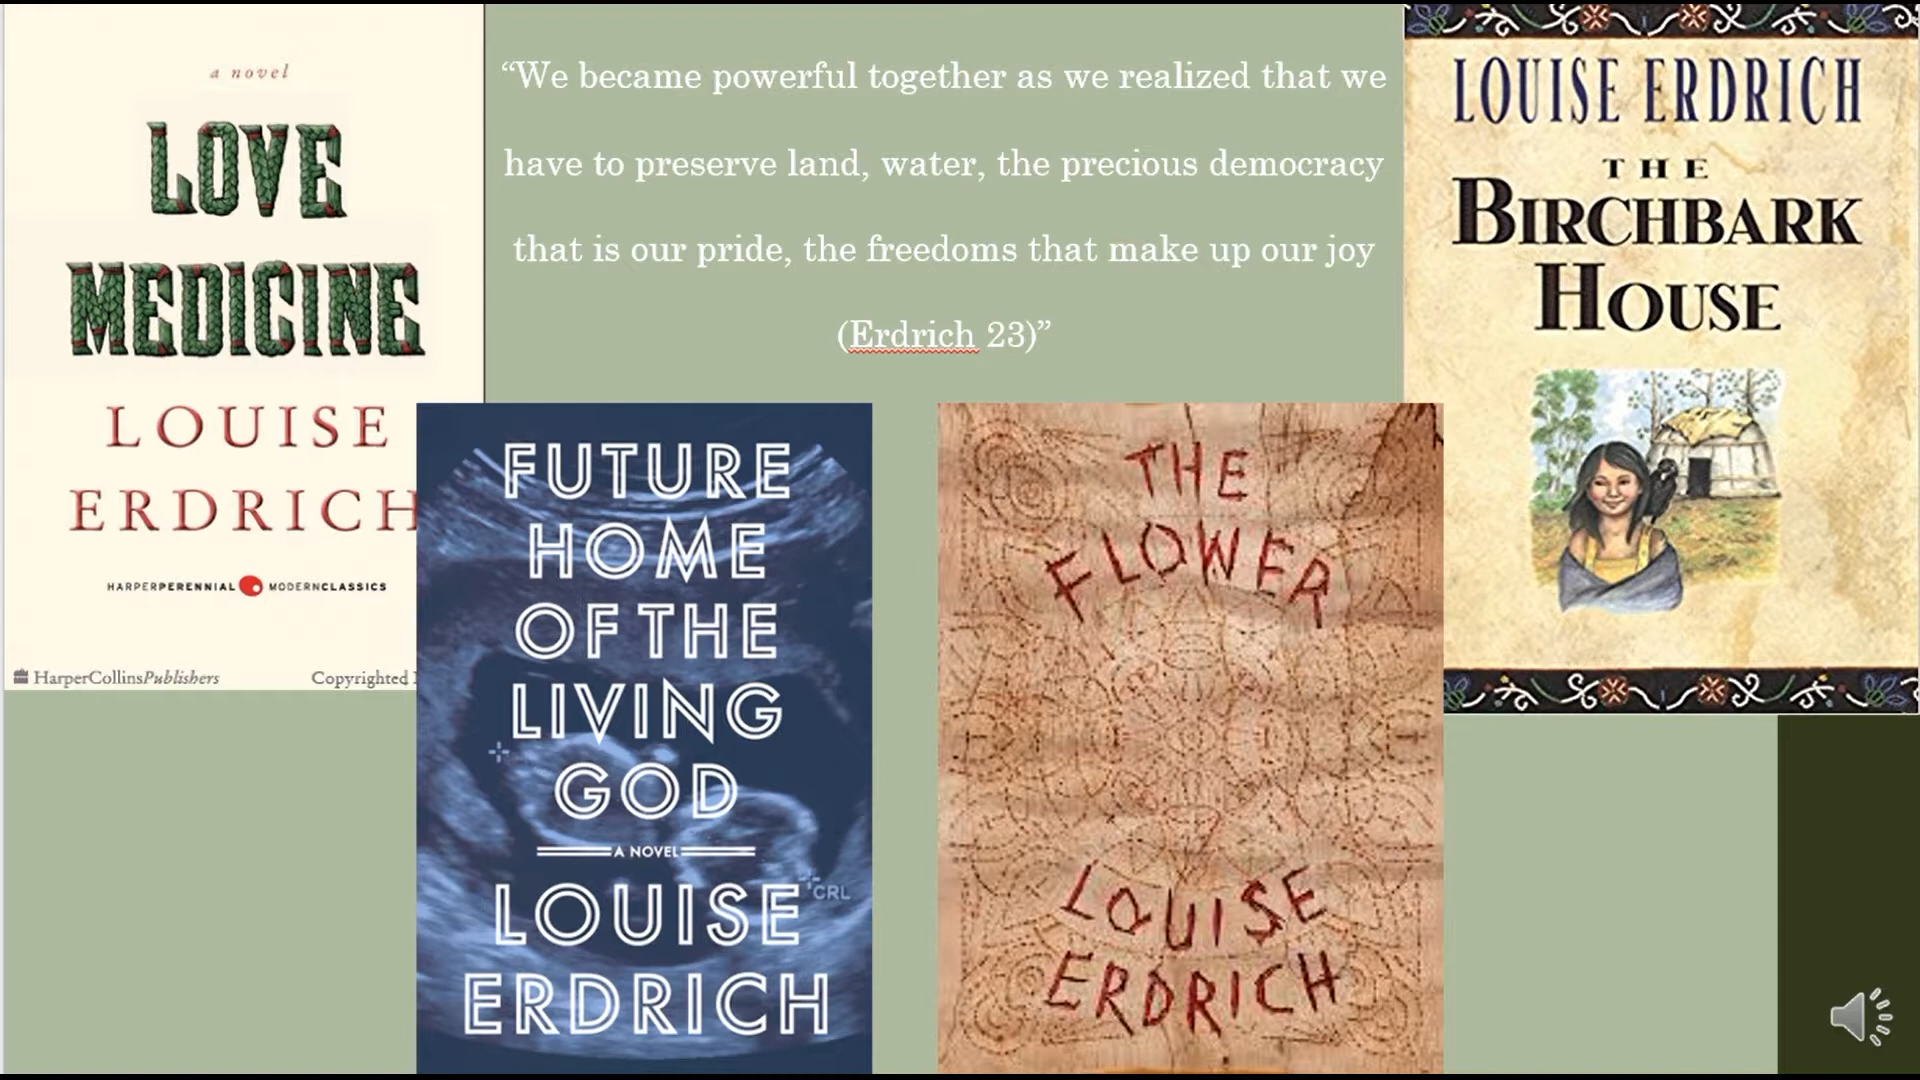 a novel
LOVE
MEDICINE
LOUISE
ERDRICH
HARPERPERENNIAL MODERNCLASSICS
HarperCollinsPublishers Copyrighted
“We became powerful together as we realized that we
have to preserve land, water, the precious democracy
that is our pride, the freedoms that make up our joy
(Erdrich 23)”
LOUISE ERDRICH
THE
BIRCHBARK
HOUSE
FUTURE
HOME
OF THE
LIVING
GOD
A NOVEL
LOUISE
CRL
ERDRICH
THE
FLOWER
LOUISE
ERDRICH